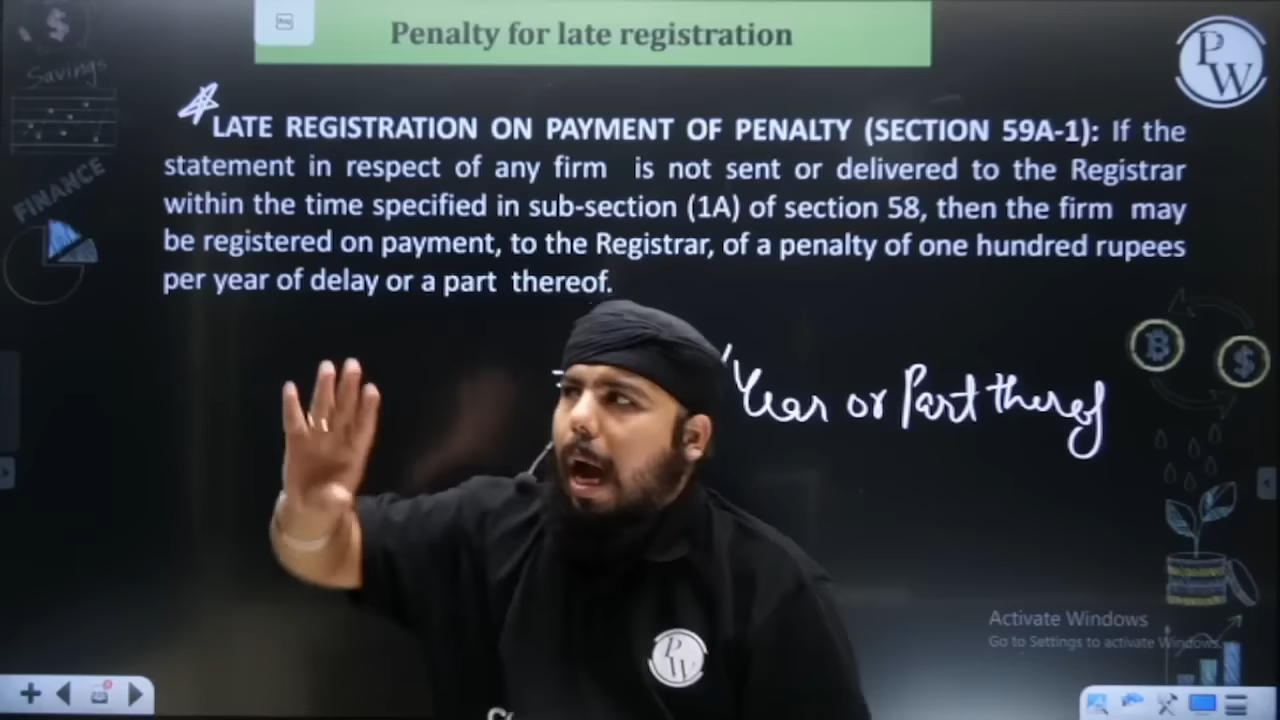 Penalty for late registration
P
W
Savings
LATE REGISTRATION ON PAYMENT OF PENALTY (SECTION 59A-1): If the
statement in respect of any firm is not sent or delivered to the Registrar
within the time specified in sub-section (1A) of section 58, then the firm may
be registered on payment, to the Registrar, of a penalty of one hundred rupees
per year of delay or a part thereof.
FINANCE
Year or Part thereof
Activate Windows
Go to Settings to activate Windows.
P
W